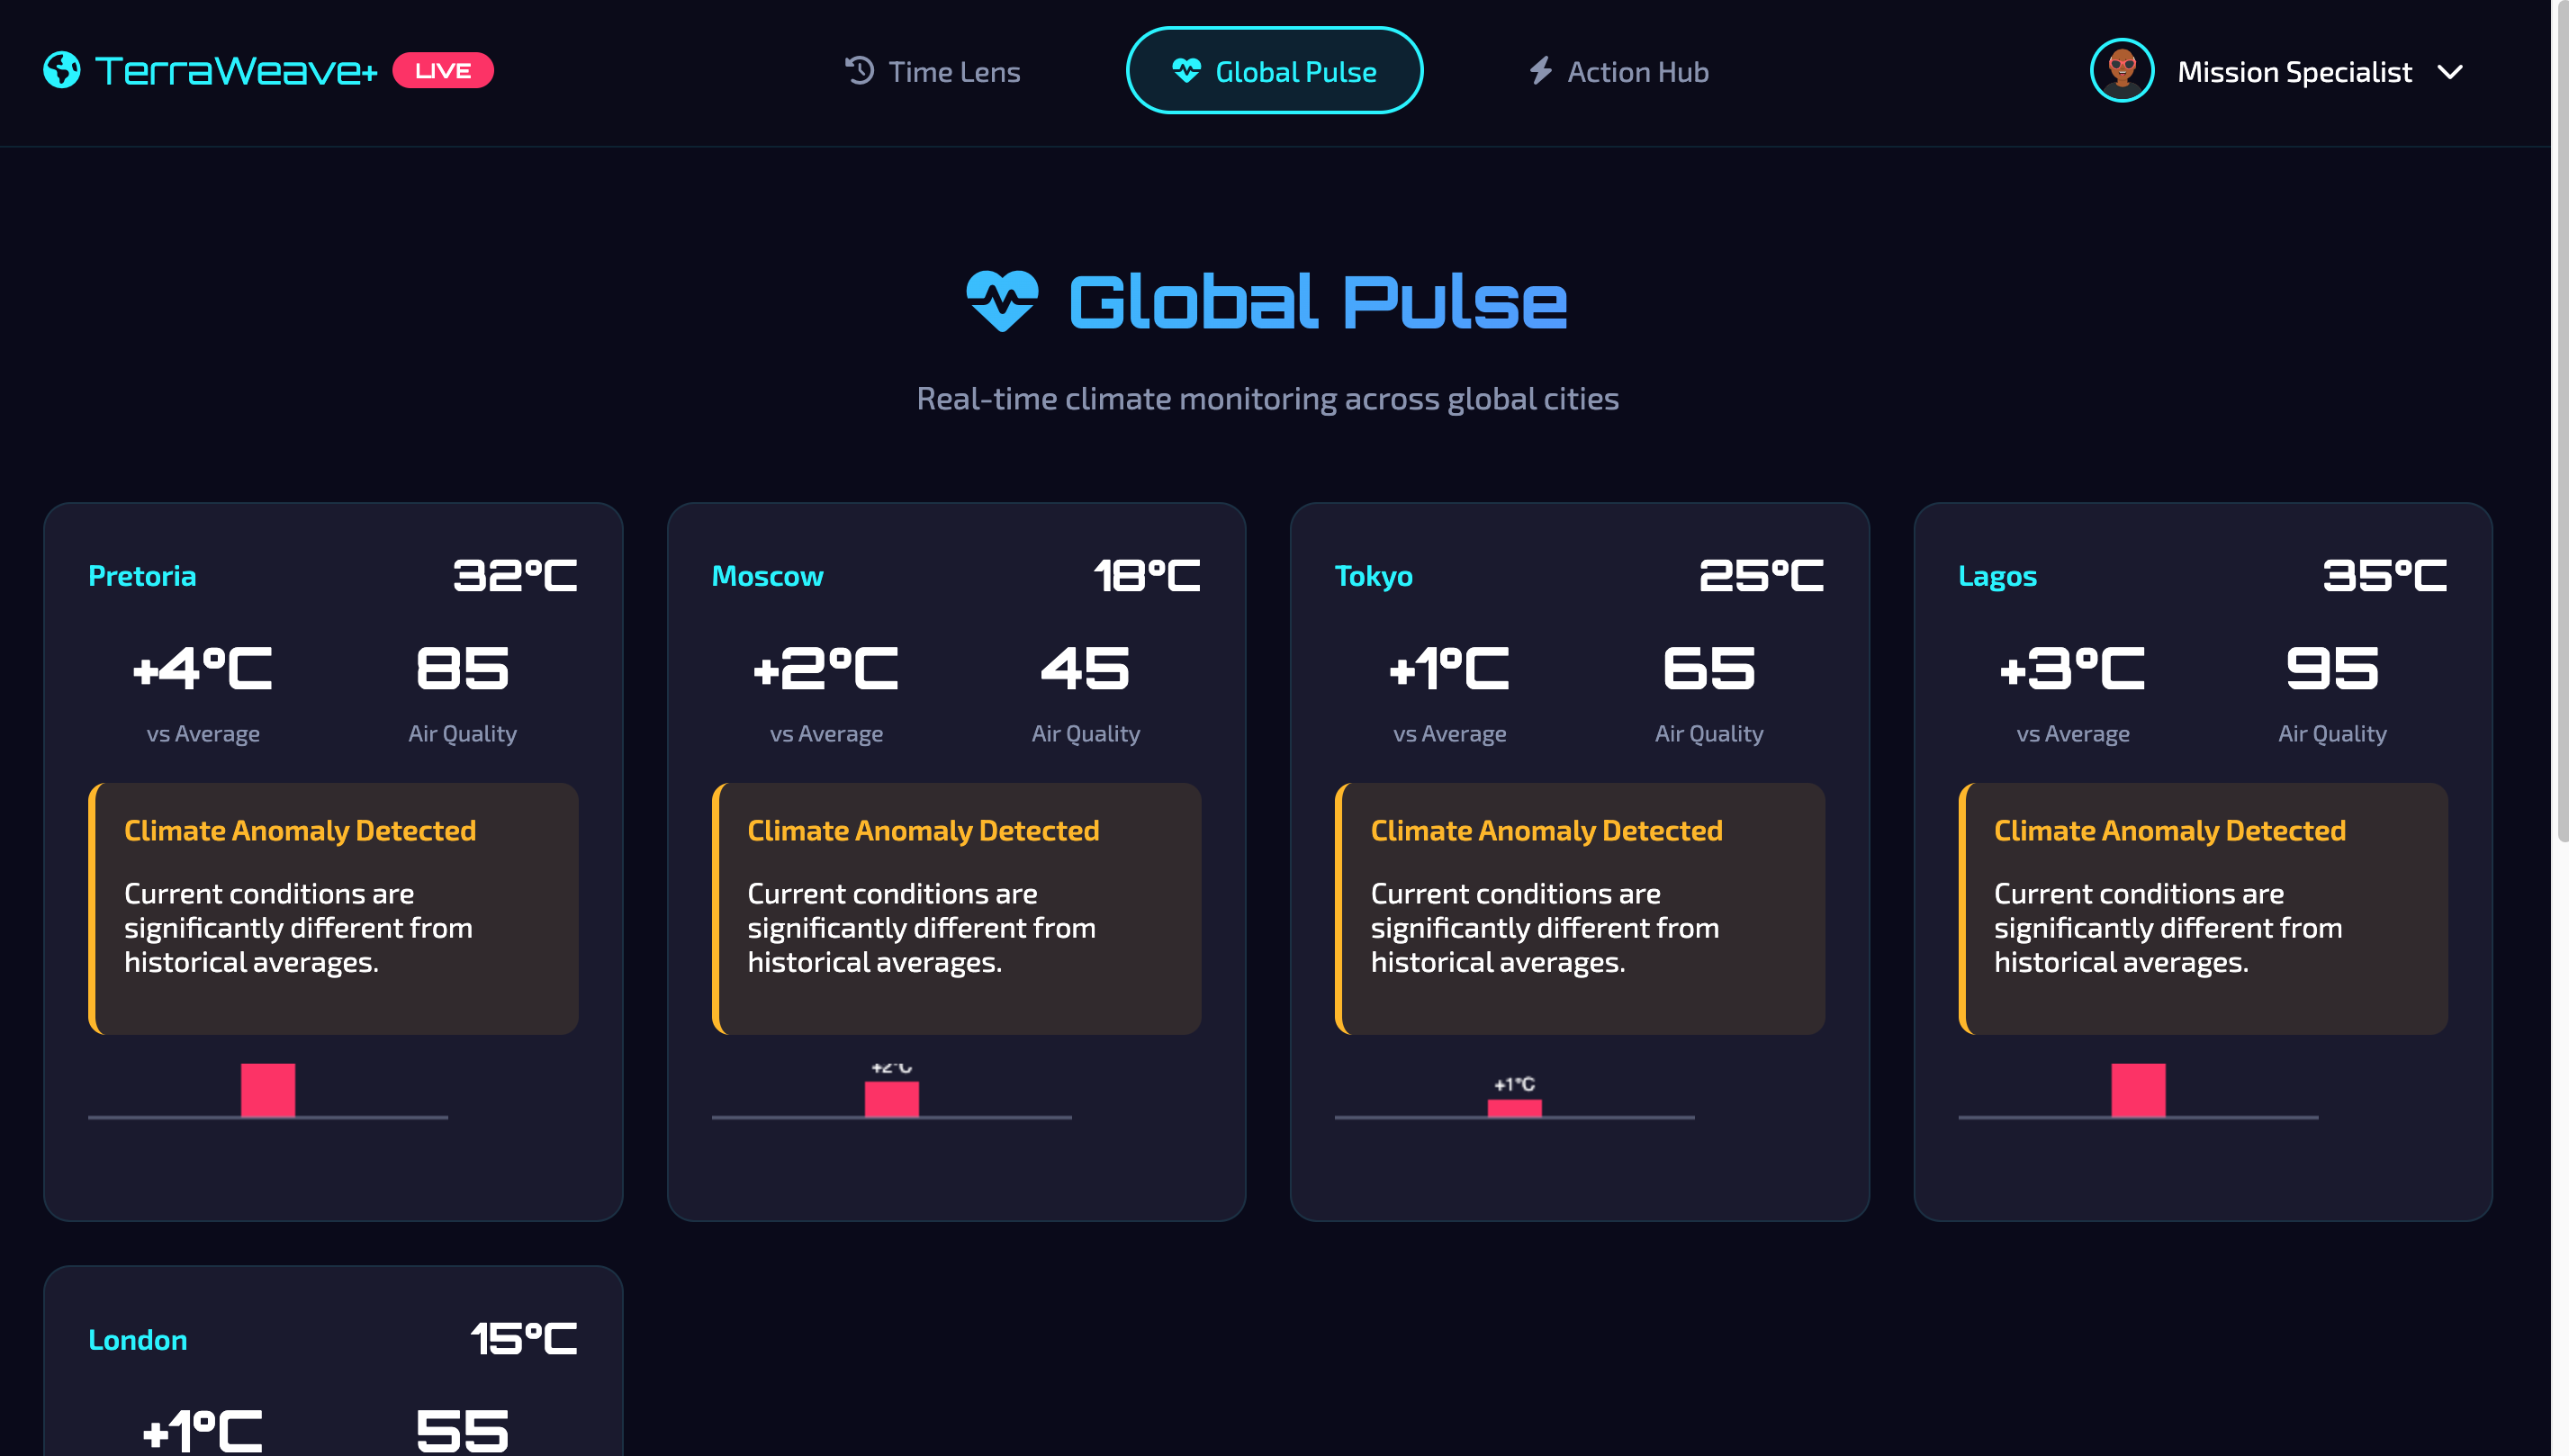 TerraWeave+ LIVE
Time Lens
Global Pulse
Action Hub
Mission Specialist
Global Pulse
Real-time climate monitoring across global cities
Pretoria 32°C
+4°C 85
vs Average Air Quality
Climate Anomaly Detected
Current conditions are
significantly different from
historical averages.
Moscow 18°C
+2°C 45
vs Average Air Quality
Climate Anomaly Detected
Current conditions are
significantly different from
historical averages.
+2°C
Tokyo 25°C
+1°C 65
vs Average Air Quality
Climate Anomaly Detected
Current conditions are
significantly different from
historical averages.
+1°C
Lagos 35°C
+3°C 95
vs Average Air Quality
Climate Anomaly Detected
Current conditions are
significantly different from
historical averages.
London 15°C
+1°C 55